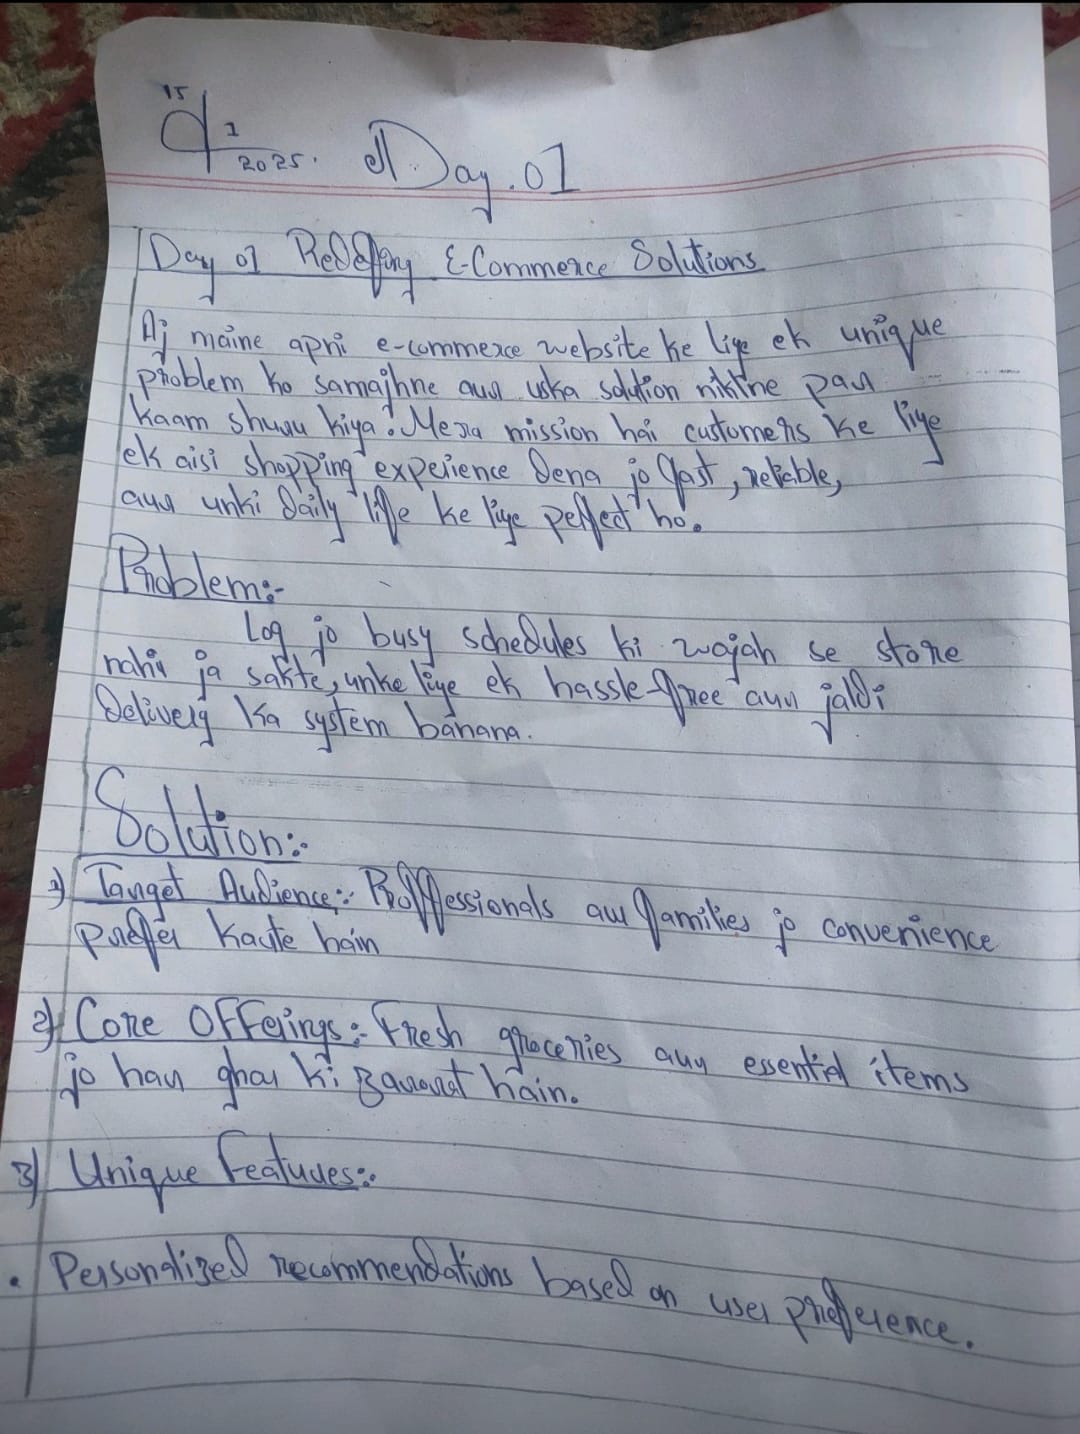 15
1
2025.
Day.01
Day 01 Redeffing E-Commerce Solutions
Aj maine apni e-commerce website ke liye ek unique
problem ko samajhne aur uska solution niklne par
kaam shuru kiya. Mera mission hai customers ke liye
ek aisi shopping experience dena jo fast, reliable,
aur unki daily life ke liye perfect ho.
Problem:-
Log jo busy schedules ki wajah se store
nahi ja sakte, unke liye ek hassle-free aur jaldi
Delivery ka system banana.
Solution:-
1) Target Audience:- Proffessionals aur families jo convenience
prefer karte hain
2) Core Offerings:- Fresh groceries aur essential items
jo har ghar ki zarurat hain.
3) Unique Features:-
• Personalized recommendations based on user preference.